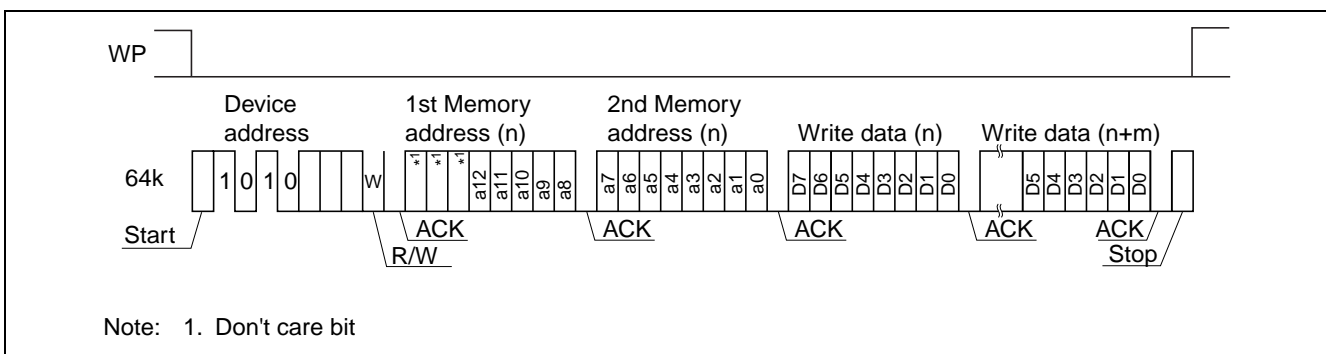 WP
Device address
1st Memory address (n)
2nd Memory address (n)
Write data (n)
Write data (n+m)
64k
1 0 1 0
W
*1 *1 *1 a12 a11 a10 a9 a8
a7 a6 a5 a4 a3 a2 a1 a0
D7 D6 D5 D4 D3 D2 D1 D0
D5 D4 D3 D2 D1 D0
Start
R/W
ACK
ACK
ACK
ACK
ACK
Stop
Note: 1. Don't care bit